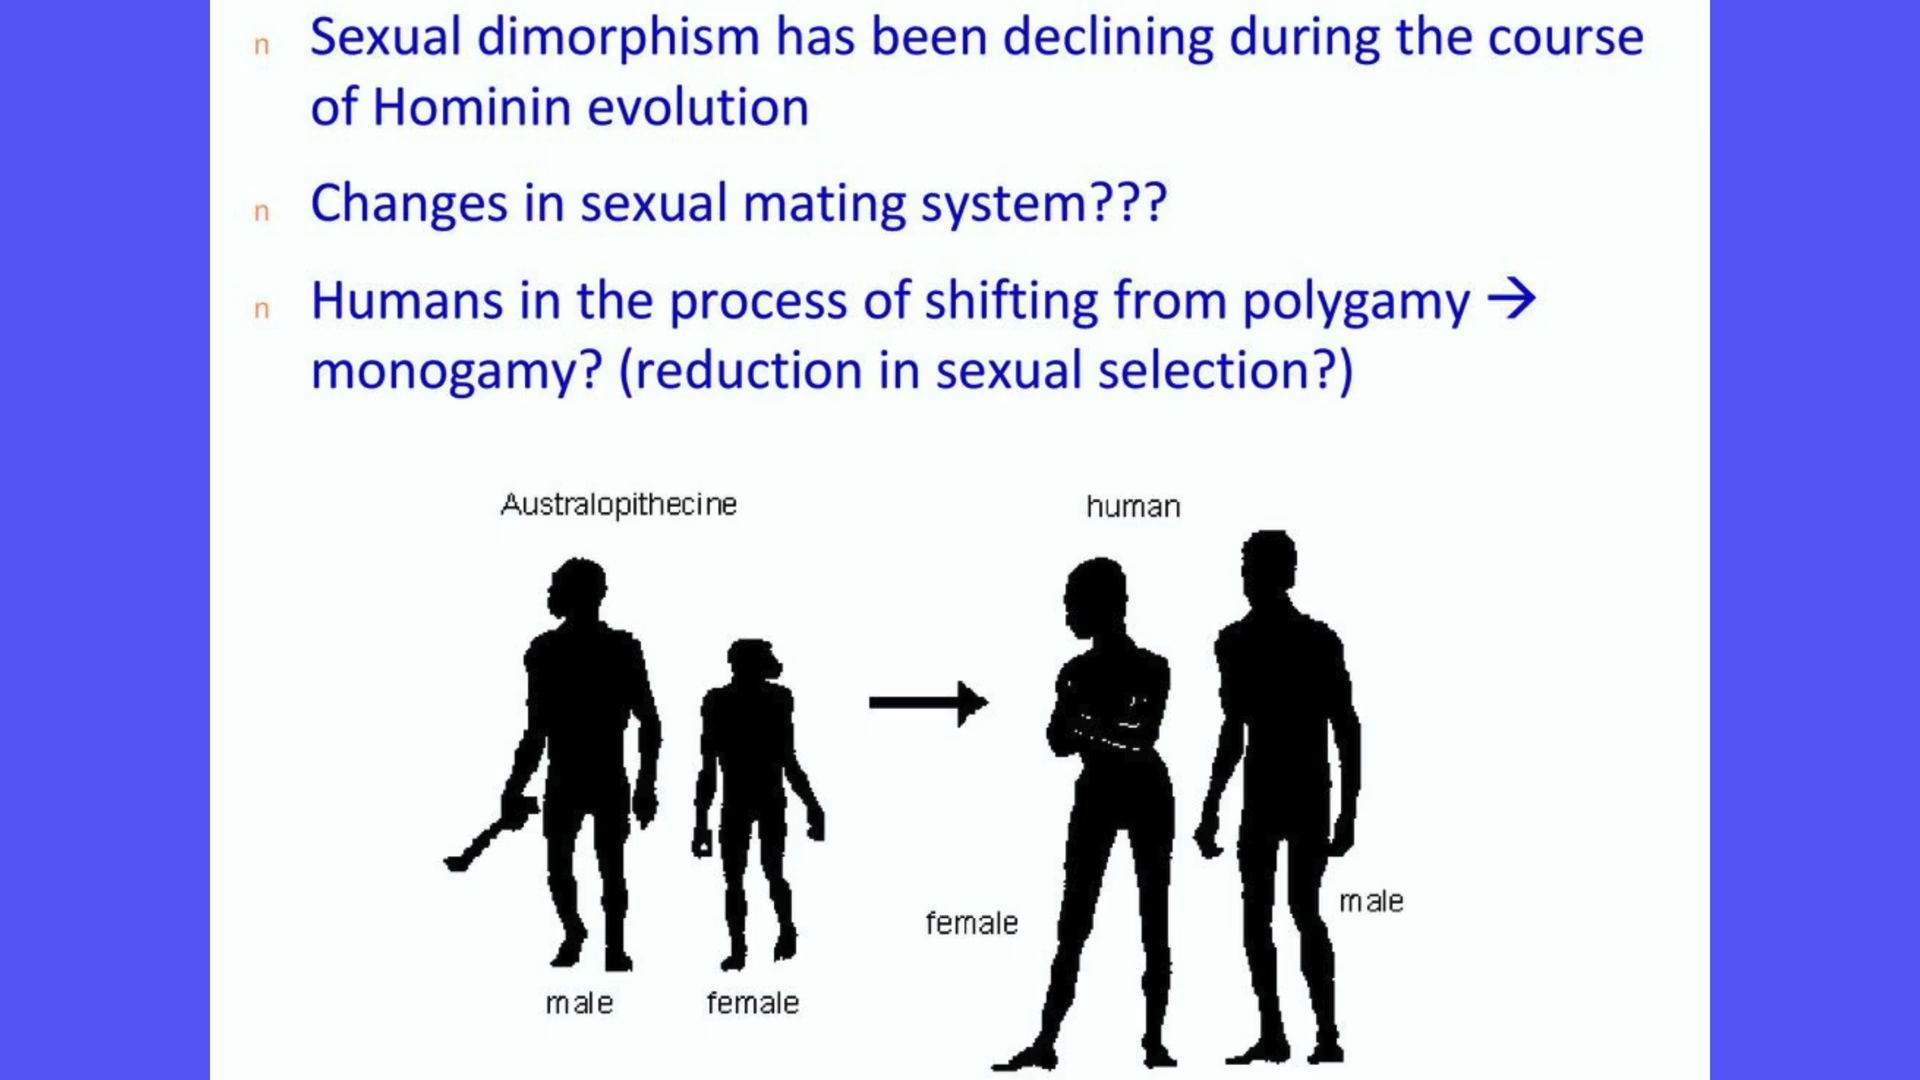 n Sexual dimorphism has been declining during the course
of Hominin evolution
n Changes in sexual mating system???
n Humans in the process of shifting from polygamy →
monogamy? (reduction in sexual selection?)
Australopithecine
human
female
male
male
female